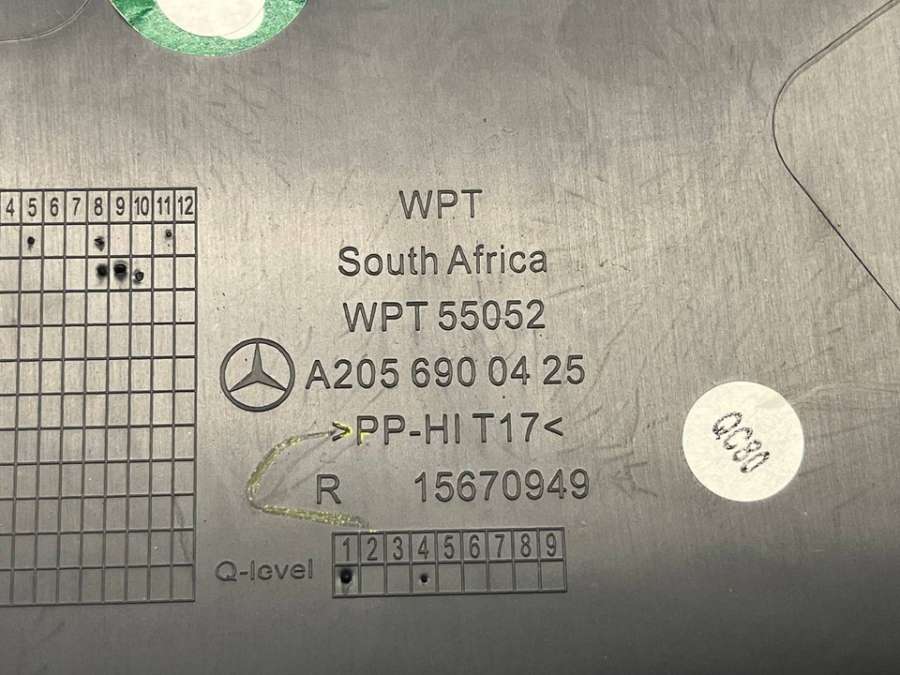 4 5 6 7 8 9 10 11 12
WPT
South Africa
WPT 55052
A205 690 04 25
>PP-HI T17<
R 15670949
Q-level
1 2 3 4 5 6 7 8 9
QC80